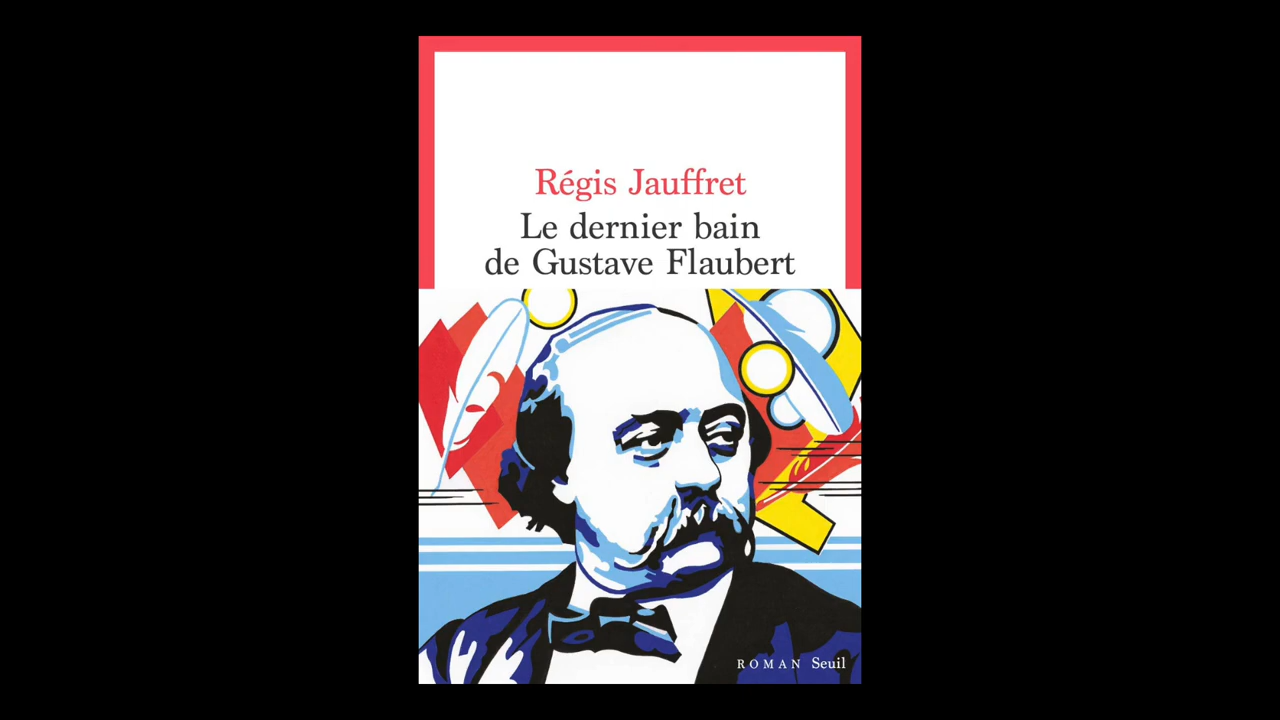 Régis Jauffret
Le dernier bain
de Gustave Flaubert
ROMAN Seuil